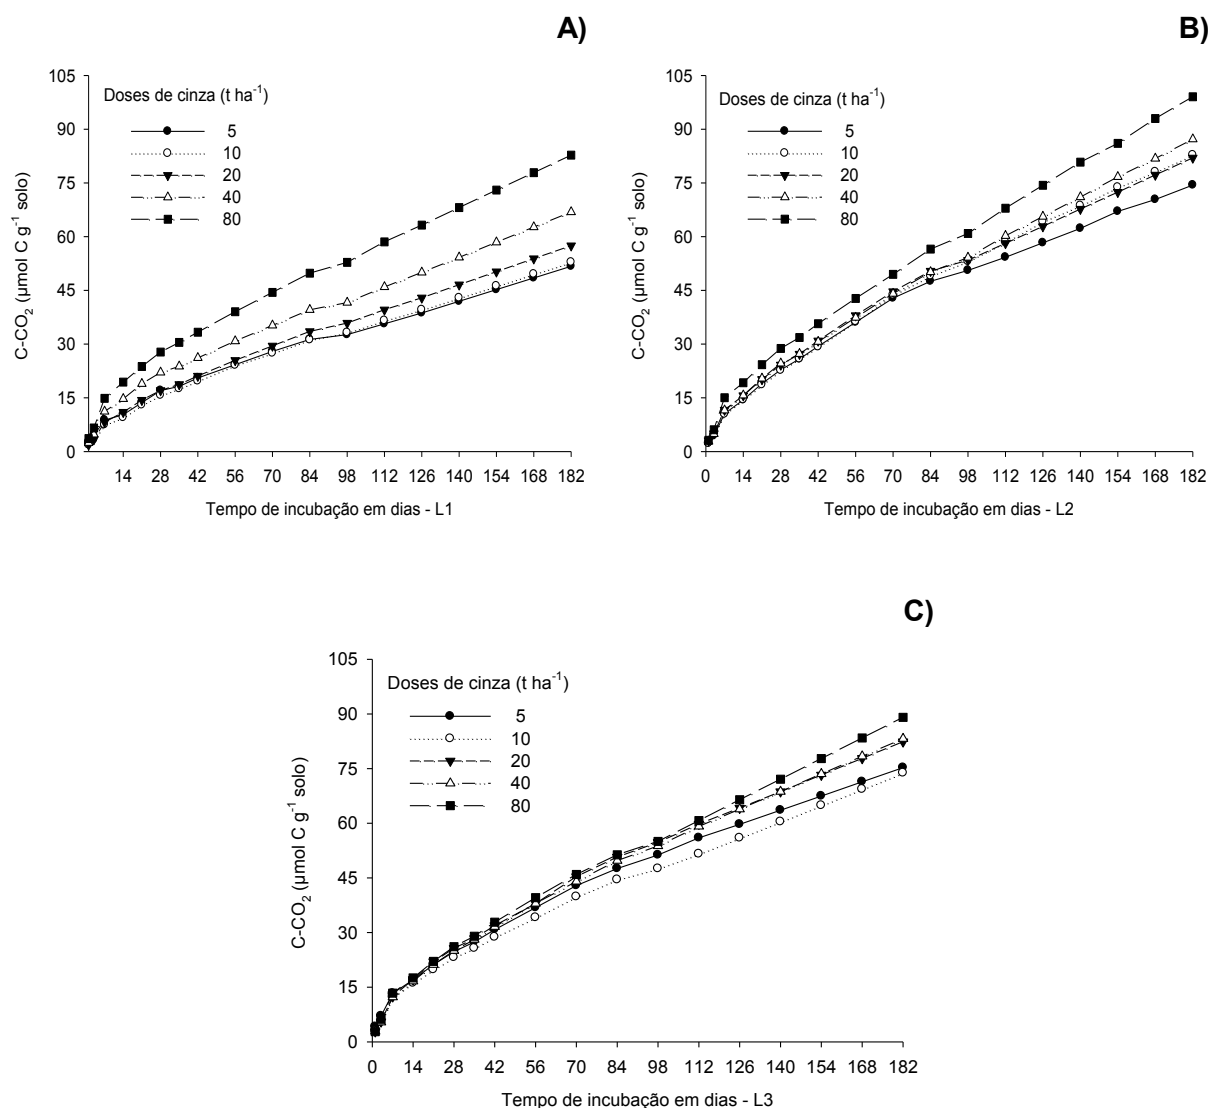 A)
105
90
75
60
45
30
15
0
C-CO2 (µmol C g-1 solo)
Doses de cinza (t ha-1)
5
10
20
40
80
14 28 42 56 70 84 98 112 126 140 154 168 182
Tempo de incubação em dias - L1
B)
105
90
75
60
45
30
15
0
C-CO2 (µmol C g-1 solo)
Doses de cinza (t ha-1)
5
10
20
40
80
0 14 28 42 56 70 84 98 112 126 140 154 168 182
Tempo de incubação em dias - L2
C)
105
90
75
60
45
30
15
0
C-CO2 (µmol C g-1 solo)
Doses de cinza (t ha-1)
5
10
20
40
80
0 14 28 42 56 70 84 98 112 126 140 154 168 182
Tempo de incubação em dias - L3